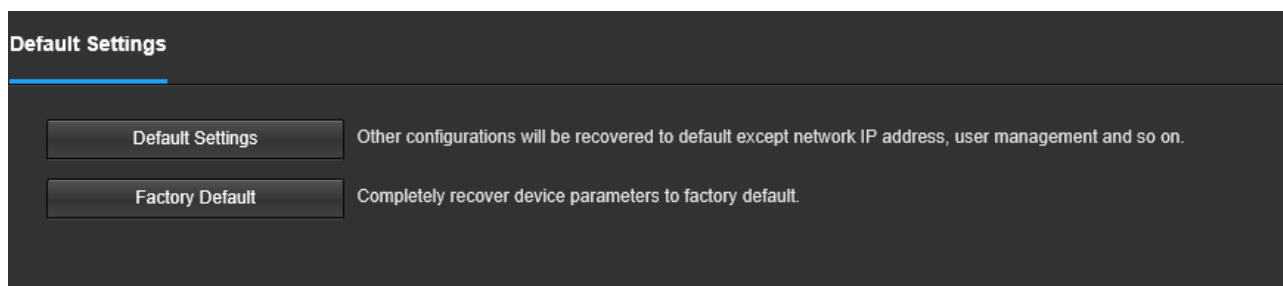 Default Settings
Default Settings Other configurations will be recovered to default except network IP address, user management and so on.
Factory Default Completely recover device parameters to factory default.